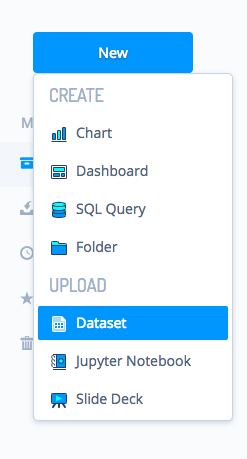 New
CREATE
M
Chart
Dashboard
SQL Query
Folder
UPLOAD
Dataset
Jupyter Notebook
Slide Deck